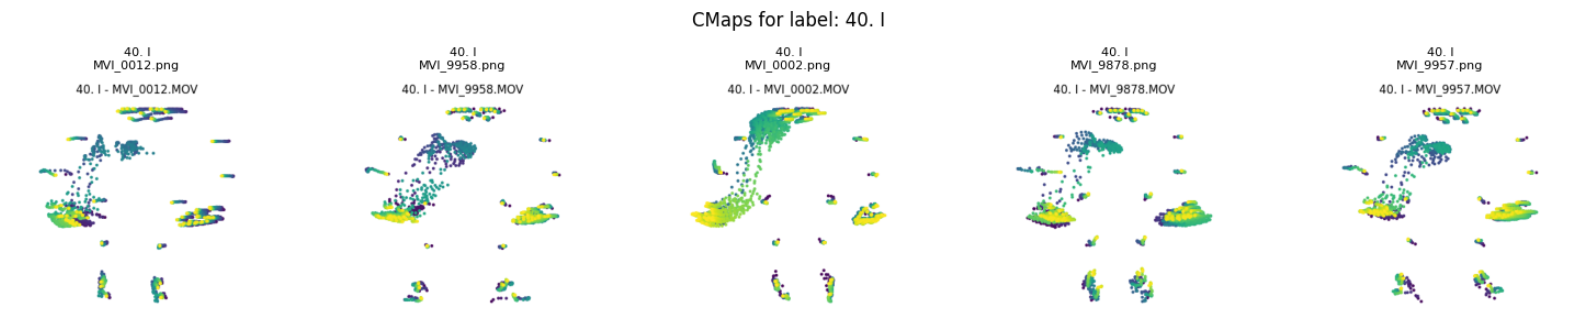 CMaps for label: 40. I
40. I
MVI_0012.png
40. I - MVI_0012.MOV
40. I
MVI_9958.png
40. I - MVI_9958.MOV
40. I
MVI_0002.png
40. I - MVI_0002.MOV
40. I
MVI_9878.png
40. I - MVI_9878.MOV
40. I
MVI_9957.png
40. I - MVI_9957.MOV